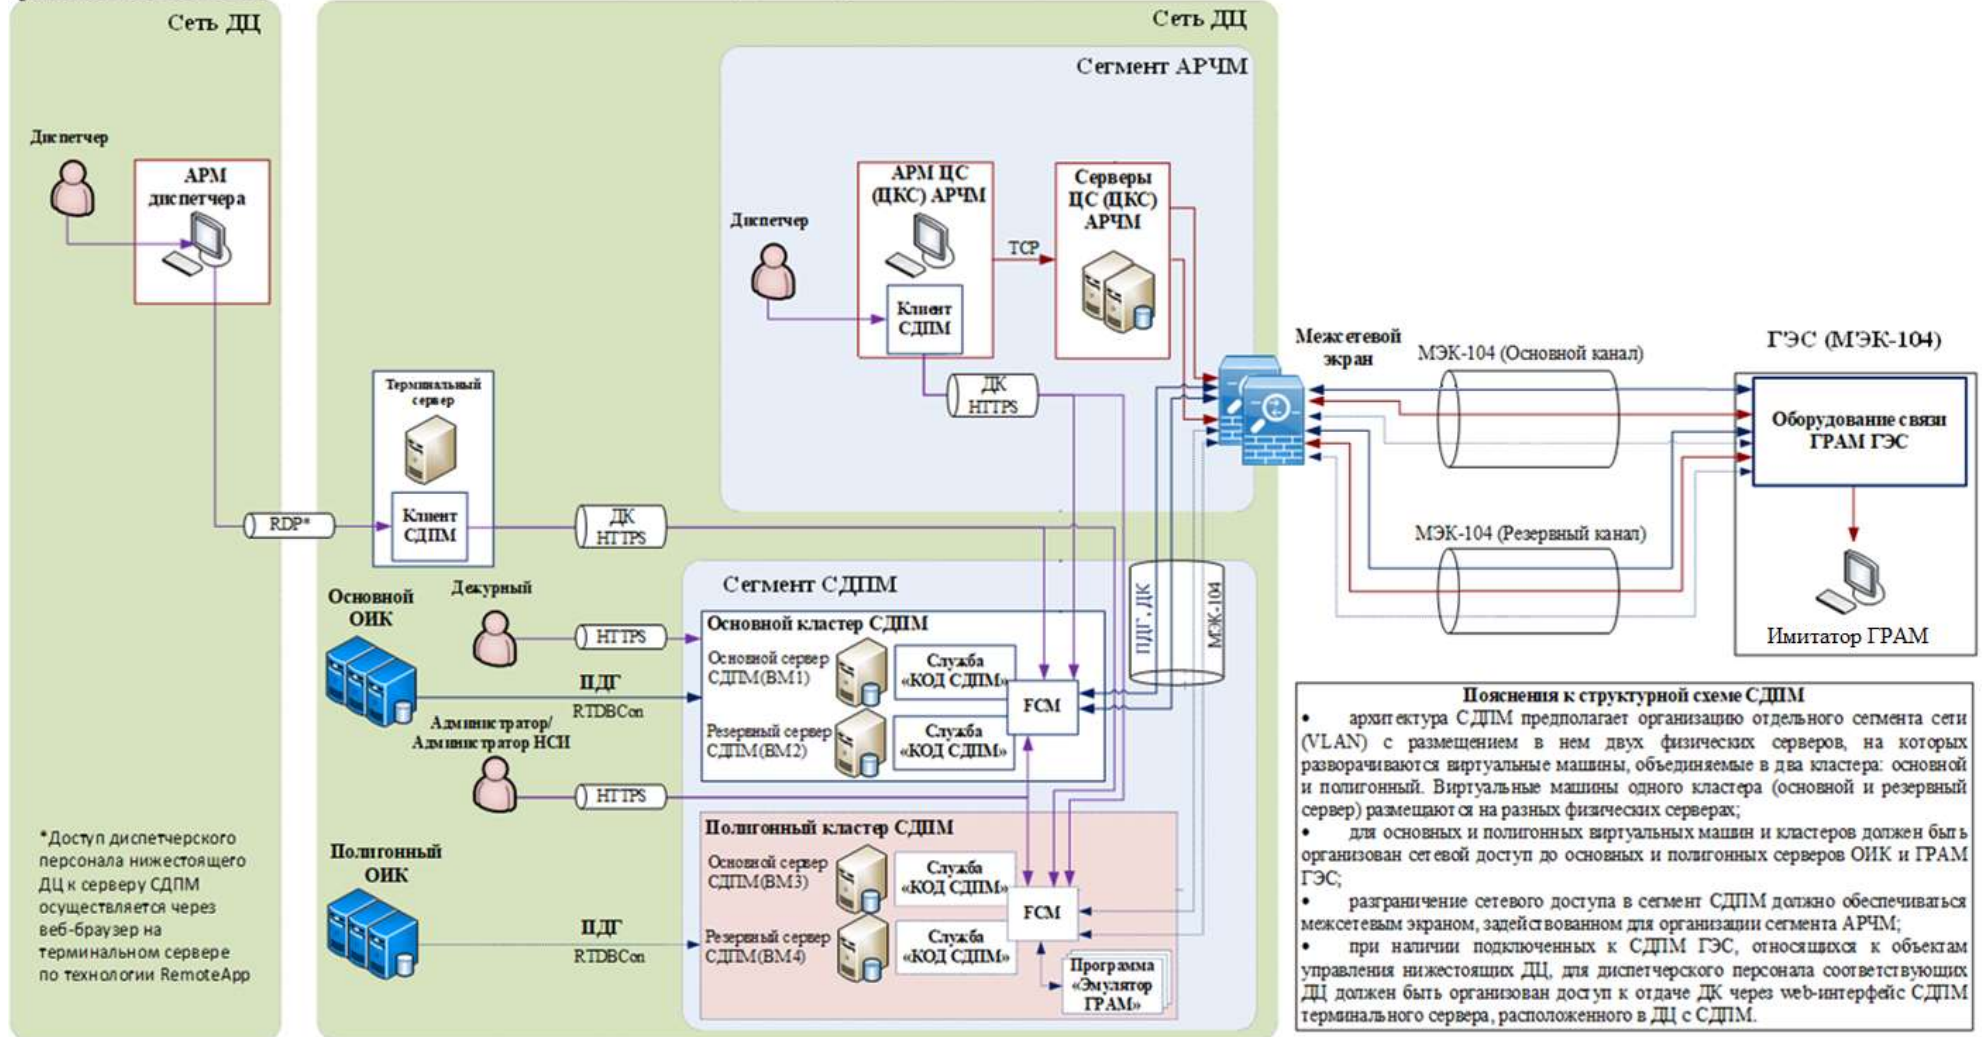 Сеть ДЦ
Диспетчер
АРМ
диспетчера
RDP*
*Доступ диспетчерского
персонала нижестоящего
ДЦ к серверу СДПМ
осуществляется через
веб-браузер на
терминальном сервере
по технологии RemoteApp
Сеть ДЦ
Сегмент АРЧМ
Диспетчер
АРМ ЦС
(ЦКС) АРЧМ
Клиент
СДПМ
TCP
Серверы
ЦС (ЦКС)
АРЧМ
ДК
HTTPS
Терминальный
сервер
Клиент
СДПМ
ДК
HTTPS
Основной
ОИК
Дежурный
HTTPS
ПДГ
RTDBCon
Администратор/
Администратор НСИ
HTTPS
Полигонный
ОИК
ПДГ
RTDBCon
Сегмент СДПМ
Основной кластер СДПМ
Основной сервер
СДПМ(ВМ1)
Служба
«КОД СДПМ»
FCM
Резервный сервер
СДПМ(ВМ2)
Служба
«КОД СДПМ»
Полигонный кластер СДПМ
Основной сервер
СДПМ(ВМ3)
Служба
«КОД СДПМ»
FCM
Резервный сервер
СДПМ(ВМ4)
Служба
«КОД СДПМ»
Программа
«Эмулятор
ГРАМ»
ПДГ, ДК
МЭК-104
Межсетевой
экран
МЭК-104 (Основной канал)
МЭК-104 (Резервный канал)
ГЭС (МЭК-104)
Оборудование связи
ГРАМ ГЭС
Имитатор ГРАМ
Пояснения к структурной схеме СДПМ
• архитектура СДПМ предполагает организацию отдельного сегмента сети
(VLAN) с размещением в нем двух физических серверов, на которых
разворачиваются виртуальные машины, объединяемые в два кластера: основной
и полигонный. Виртуальные машины одного кластера (основной и резервный
сервер) размещаются на разных физических серверах;
• для основных и полигонных виртуальных машин и кластеров должен быть
организован сетевой доступ до основных и полигонных серверов ОИК и ГРАМ
ГЭС;
• разграничение сетевого доступа в сегмент СДПМ должно обеспечиваться
межсетевым экраном, задействованном для организации сегмента АРЧМ;
• при наличии подключенных к СДПМ ГЭС, относящихся к объектам
управления нижестоящих ДЦ, для диспетчерского персонала соответствующих
ДЦ должен быть организован доступ к отдаче ДК через web-интерфейс СДПМ
терминального сервера, расположенного в ДЦ с СДПМ.